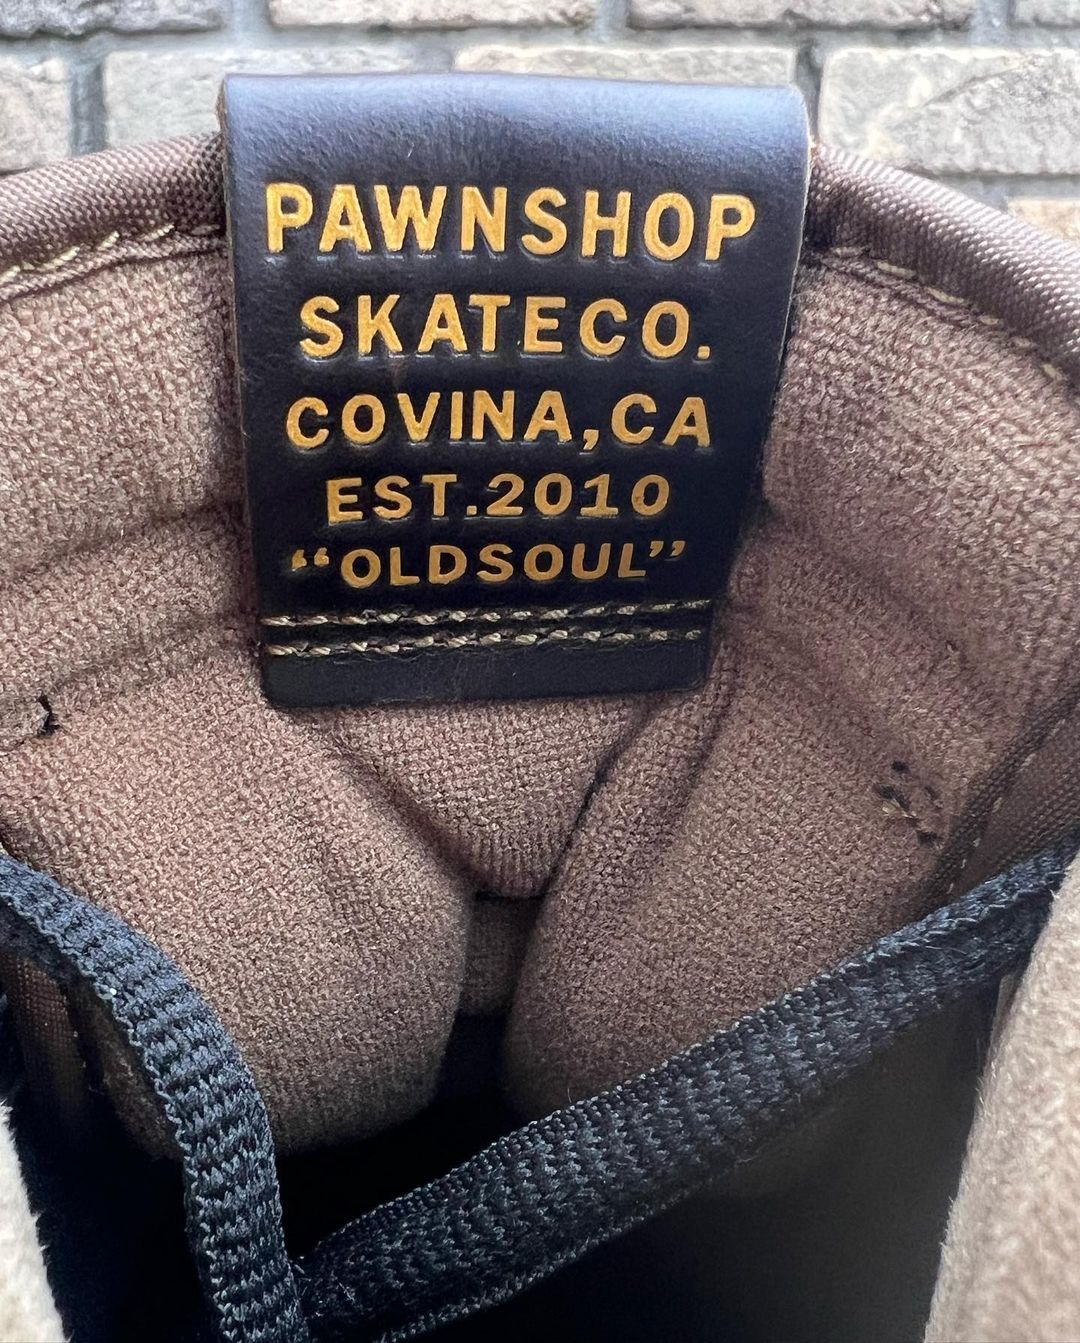 PAWNSHOP
SKATECO.
COVINA,CA
EST.2010
“OLDSOUL”